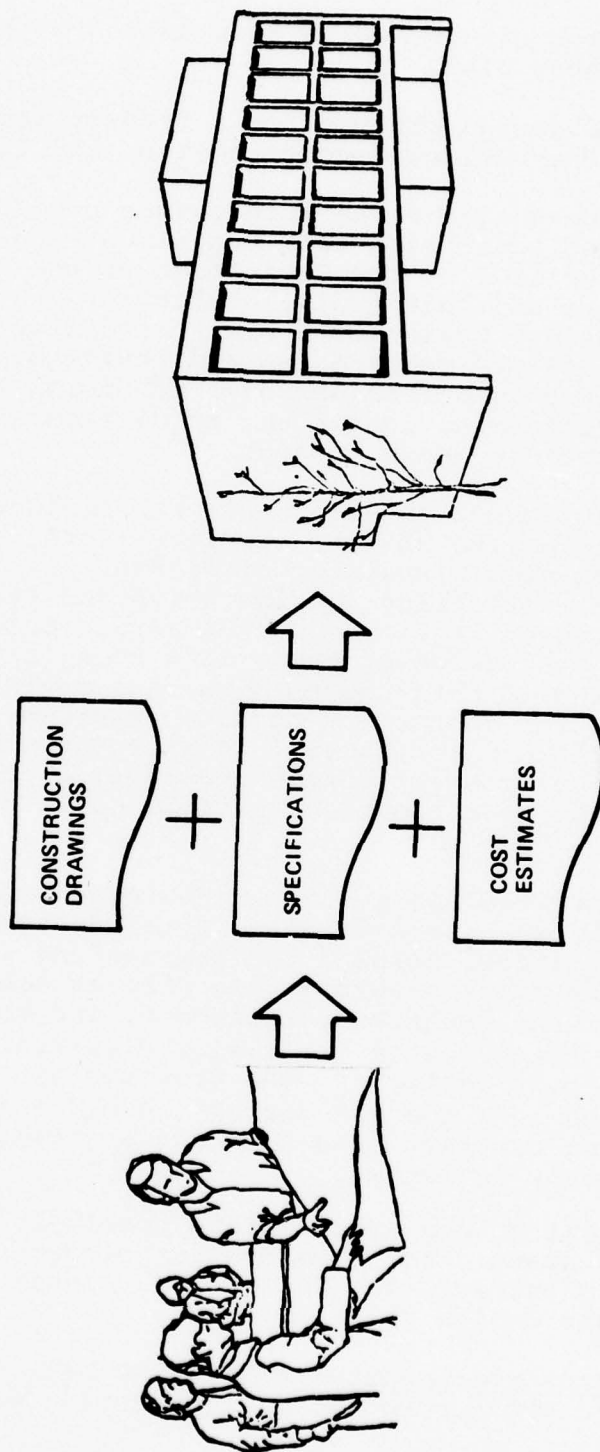 CONSTRUCTION
DRAWINGS
+
SPECIFICATIONS
+
COST
ESTIMATES